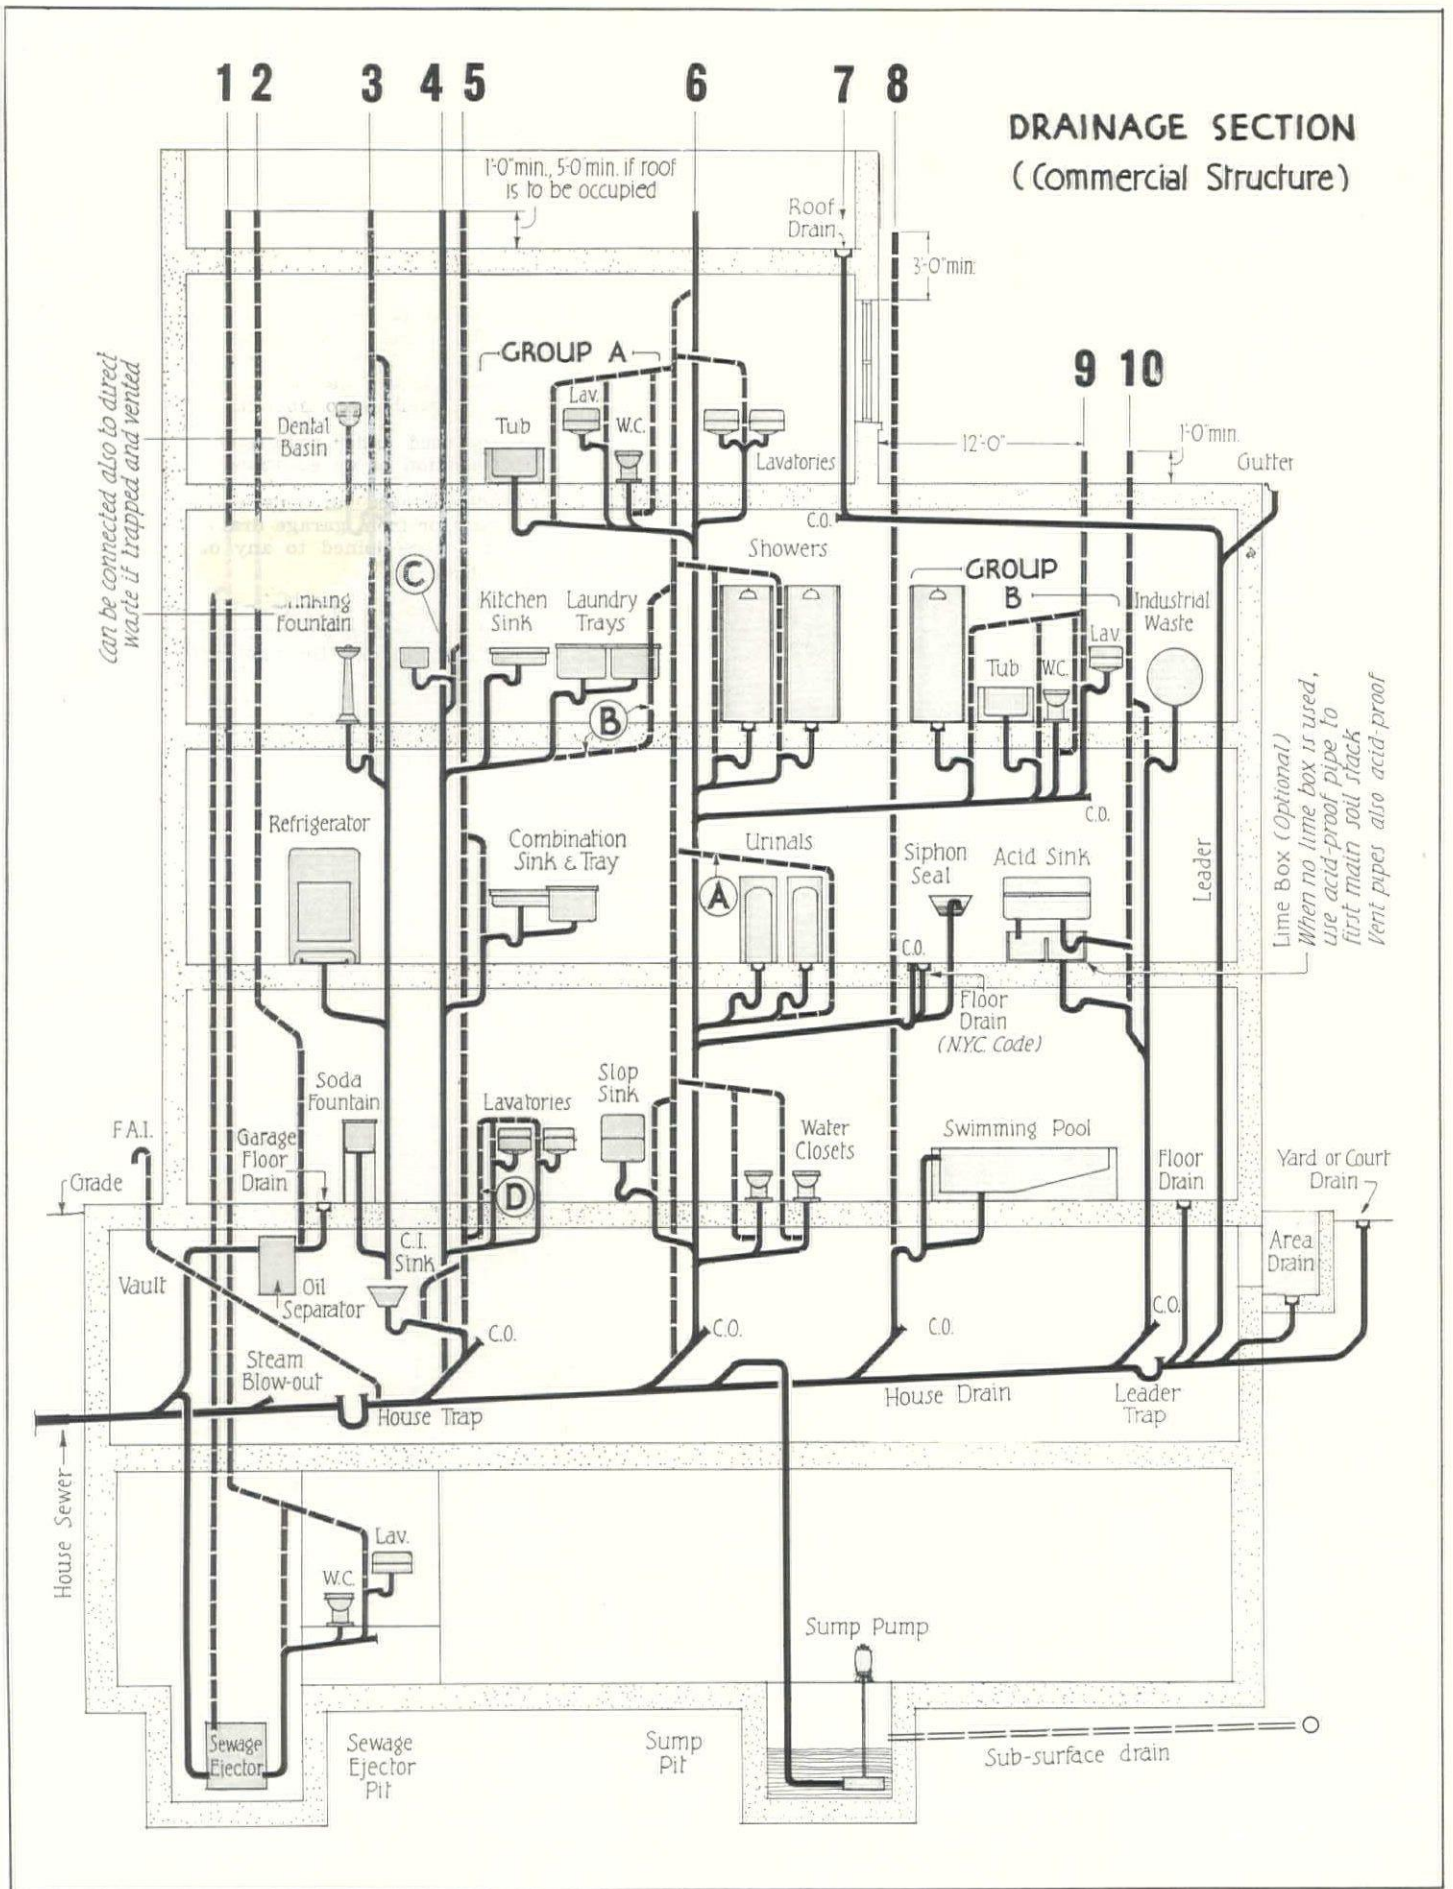 1 2 3 4 5 6 7 8
DRAINAGE SECTION
(Commercial Structure)
1'-0"min., 5'-0"min. if roof
is to be occupied
Roof
Drain
3'-0"min.
9 10
GROUP A
Can be connected also to direct
waste if trapped and vented
Dental
Basin
Tub
Lav.
W.C.
Lavatories
12'-0"
1'-0"min.
Gutter
C.O.
Showers
C
Fountain
Kitchen
Sink
Laundry
Trays
B
GROUP
B
Tub
W.C.
Lav.
Industrial
Waste
C.O.
Refrigerator
Combination
Sink & Tray
Urinals
A
Siphon
Seal
Acid Sink
Leader
Lime Box (Optional)
When no lime box is used,
use acid-proof pipe to
first main soil stack
Vent pipes also acid-proof
C.O.
Floor
Drain
(N.Y.C. Code)
Soda
Fountain
Lavatories
D
Slop
Sink
Water
Closets
Swimming Pool
Floor
Drain
Yard or Court
Drain
F.A.I.
Grade
Garage
Floor
Drain
C.I.
Sink
Area
Drain
Vault
Oil
Separator
C.O.
C.O.
C.O.
C.O.
Steam
Blow-out
House Trap
House Drain
Leader
Trap
House Sewer
Lav.
W.C.
Sump Pump
Sewage
Ejector
Sewage
Ejector
Pit
Sump
Pit
Sub-surface drain